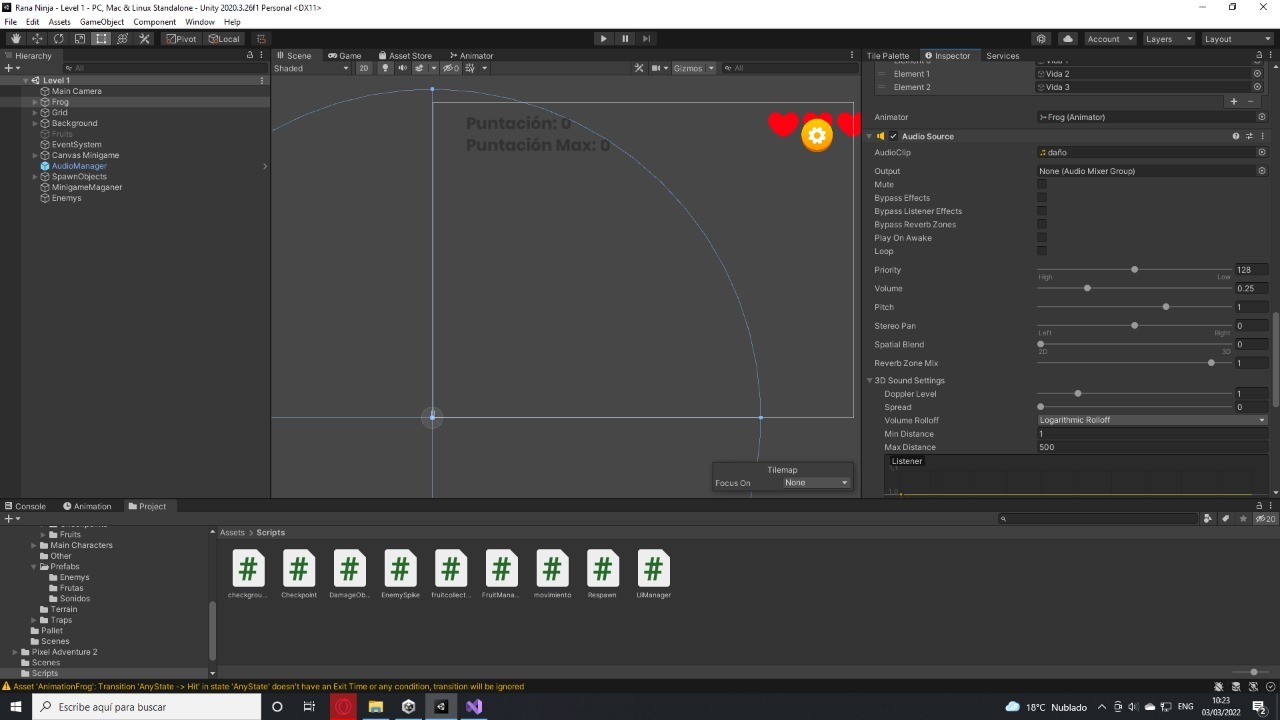 Rana Ninja - Level 1 - PC, Mac & Linux Standalone - Unity 2020.3.26f1 Personal <DX11>
File Edit Assets GameObject Component Window Help
Pivot Local Account Layers Layout
Hierarchy
All
Level 1
Main Camera
Frog
Grid
Background
Fruits
EventSystem
Canvas Minigame
AudioManager
SpawnObjects
MinigameMaganer
Enemys
Scene Game Asset Store Animator
Shaded 2D 0 Gizmos All
Puntación: 0
Puntación Max: 0
Tilemap
Focus On None
Tile Palette Inspector Services
Element 1 Vida 2
Element 2 Vida 3
Animator Frog (Animator)
Audio Source
AudioClip daño
Output None (Audio Mixer Group)
Mute
Bypass Effects
Bypass Listener Effects
Bypass Reverb Zones
Play On Awake
Loop
Priority 128
High Low
Volume 0.25
Pitch 1
Stereo Pan 0
Left Right
Spatial Blend 0
2D 3D
Reverb Zone Mix 1
3D Sound Settings
Doppler Level 1
Spread 0
Volume Rolloff Logarithmic Rolloff
Min Distance 1
Max Distance 500
Listener
Console Animation Project
20
Fruits
Main Characters
Other
Prefabs
Enemys
Frutas
Sonidos
Terrain
Traps
Pallet
Scenes
Pixel Adventure 2
Scenes
Scripts
Assets > Scripts
checkgrou... Checkpoint DamageOb... EnemySpike fruitcollect... FruitMana... movimiento Respawn UiManager
Asset 'AnimationFrog': Transition 'AnyState -> Hit' in state 'AnyState' doesn't have an Exit Time or any condition, transition will be ignored
Escribe aquí para buscar
18°C Nublado ENG 10:23
03/03/2022 2